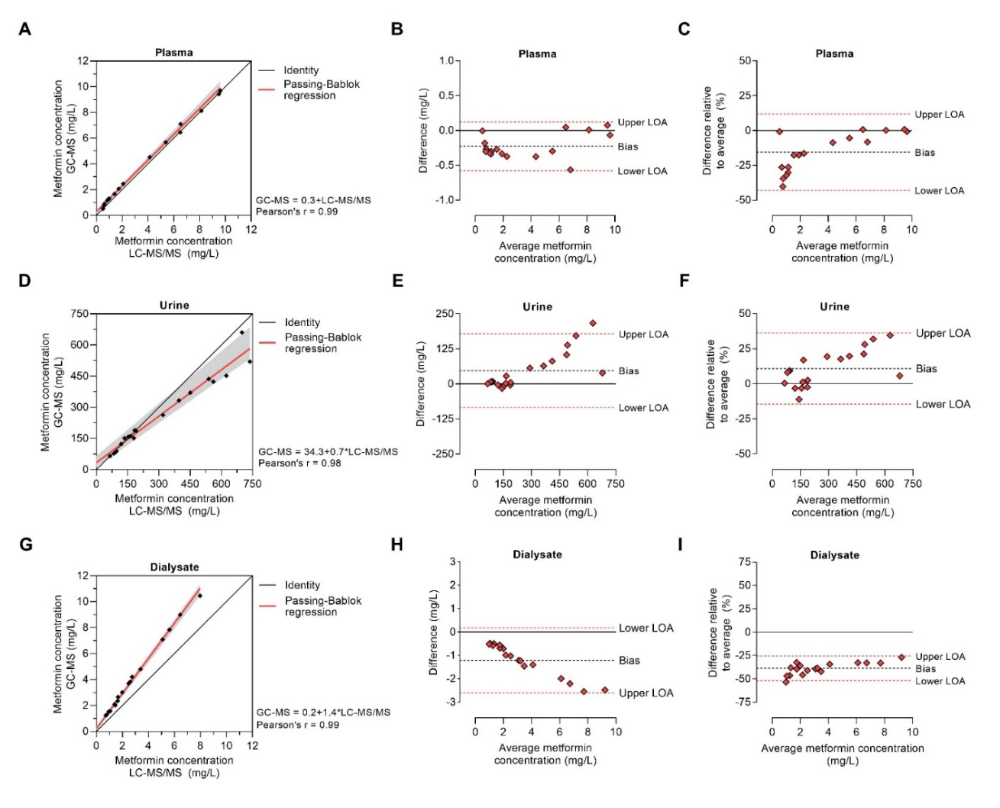 A
Plasma
12
10
8
6
4
2
0
Metformin concentration
GC-MS (mg/L)
Identity
Passing-Bablok
regression
GC-MS = 0.3+LC-MS/MS
Pearson's r = 0.99
0 2 4 6 8 10 12
Metformin concentration
LC-MS/MS (mg/L)
B
Plasma
1.0
0.5
0.0
-0.5
-1.0
Difference (mg/L)
Upper LOA
Bias
Lower LOA
0 2 4 6 8 10
Average metformin
concentration (mg/L)
C
Plasma
50
25
0
-25
-50
Difference relative
to average (%)
Upper LOA
Bias
Lower LOA
0 2 4 6 8 10
Average metformin
concentration (mg/L)
D
Urine
750
600
450
300
150
0
Metformin concentration
GC-MS (mg/L)
Identity
Passing-Bablok
regression
GC-MS = 34.3+0.7*LC-MS/MS
Pearson's r = 0.98
0 150 300 450 600 750
Metformin concentration
LC-MS/MS (mg/L)
E
Urine
250
125
0
-125
-250
Difference (mg/L)
Upper LOA
Bias
Lower LOA
0 150 300 450 600 750
Average metformin
concentration (mg/L)
F
Urine
50
25
0
-25
-50
Difference relative
to average (%)
Upper LOA
Bias
Lower LOA
0 150 300 450 600 750
Average metformin
concentration (mg/L)
G
Dialysate
12
10
8
6
4
2
0
Metformin concentration
GC-MS (mg/L)
Identity
Passing-Bablok
regression
GC-MS = 0.2+1.4*LC-MS/MS
Pearson's r = 0.99
0 2 4 6 8 10 12
Metformin concentration
LC-MS/MS (mg/L)
H
Dialysate
3
2
1
0
-1
-2
-3
Difference (mg/L)
Lower LOA
Bias
Upper LOA
0 2 4 6 8 10
Average metformin
concentration (mg/L)
I
Dialysate
75
50
25
0
-25
-50
-75
Difference relative
to average (%)
Upper LOA
Bias
Lower LOA
0 2 4 6 8 10
Average metformin concentration
(mg/L)